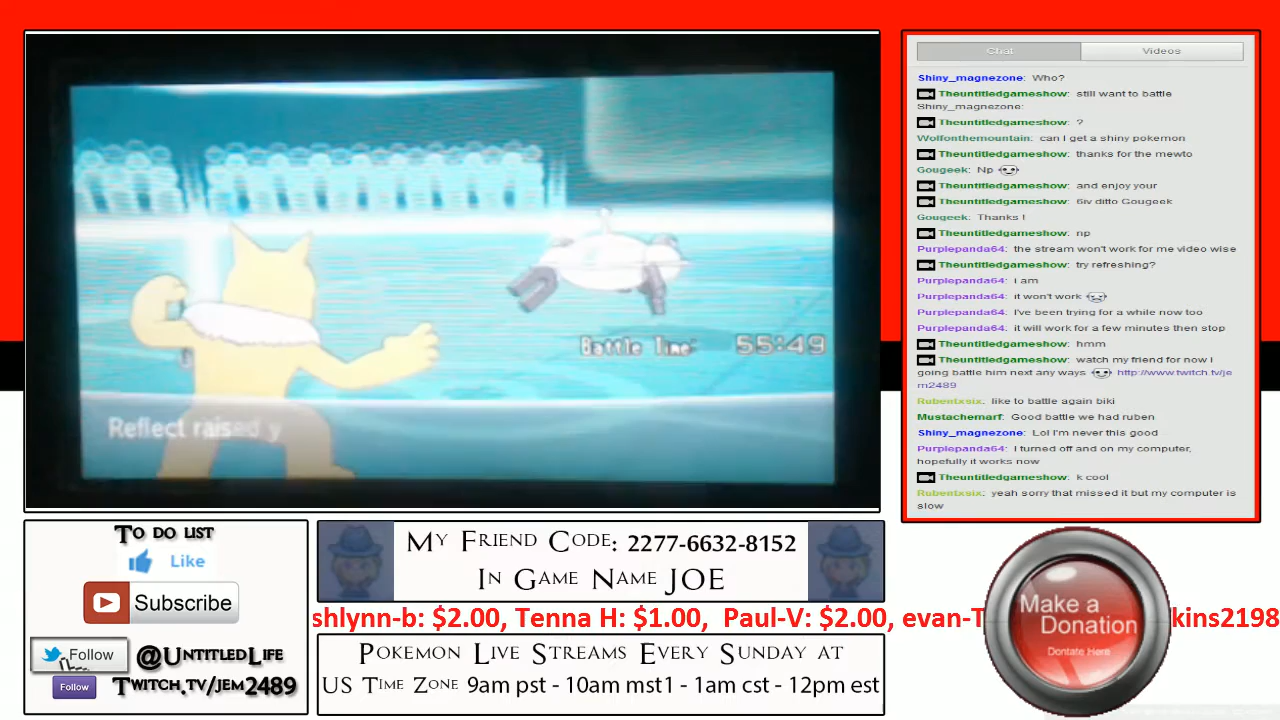 Chat
Videos
Shiny_magnezone: Who?
Theuntitledgameshow: still want to battle
Shiny_magnezone:
Theuntitledgameshow: ?
Wolfonthemountain: can I get a shiny pokemon
Theuntitledgameshow: thanks for the mewto
Gougeek: Np
Theuntitledgameshow: and enjoy your
Theuntitledgameshow: 6iv ditto Gougeek
Gougeek: Thanks !
Theuntitledgameshow: np
Purplepanda64: the stream won't work for me video wise
Theuntitledgameshow: try refreshing?
Purplepanda64: i am
Purplepanda64: it won't work
Purplepanda64: I've been trying for a while now too
Purplepanda64: it will work for a few minutes then stop
Theuntitledgameshow: hmm
Theuntitledgameshow: watch my friend for now i
going battle him next any ways http://www.twitch.tv/je
m2489
Rubentxsix: like to battle again biki
Mustachemarf: Good battle we had ruben
Shiny_magnezone: Lol I'm never this good
Purplepanda64: I turned off and on my computer,
hopefully it works now
Theuntitledgameshow: k cool
Rubentxsix: yeah sorry that missed it but my computer is
slow
Battle Time 55:49
Reflect raised y
To do list
Like
Subscribe
Follow @UntitledLife
Follow Twitch.tv/jem2489
My Friend Code: 2277-6632-8152
In Game Name JOE
shlynn-b: $2.00, Tenna H: $1.00, Paul-V: $2.00, evan-T kins2198
Pokemon Live Streams Every Sunday at
US Time Zone 9am pst - 10am mst1 - 1am cst - 12pm est
Make a
Donation
Dontate Here